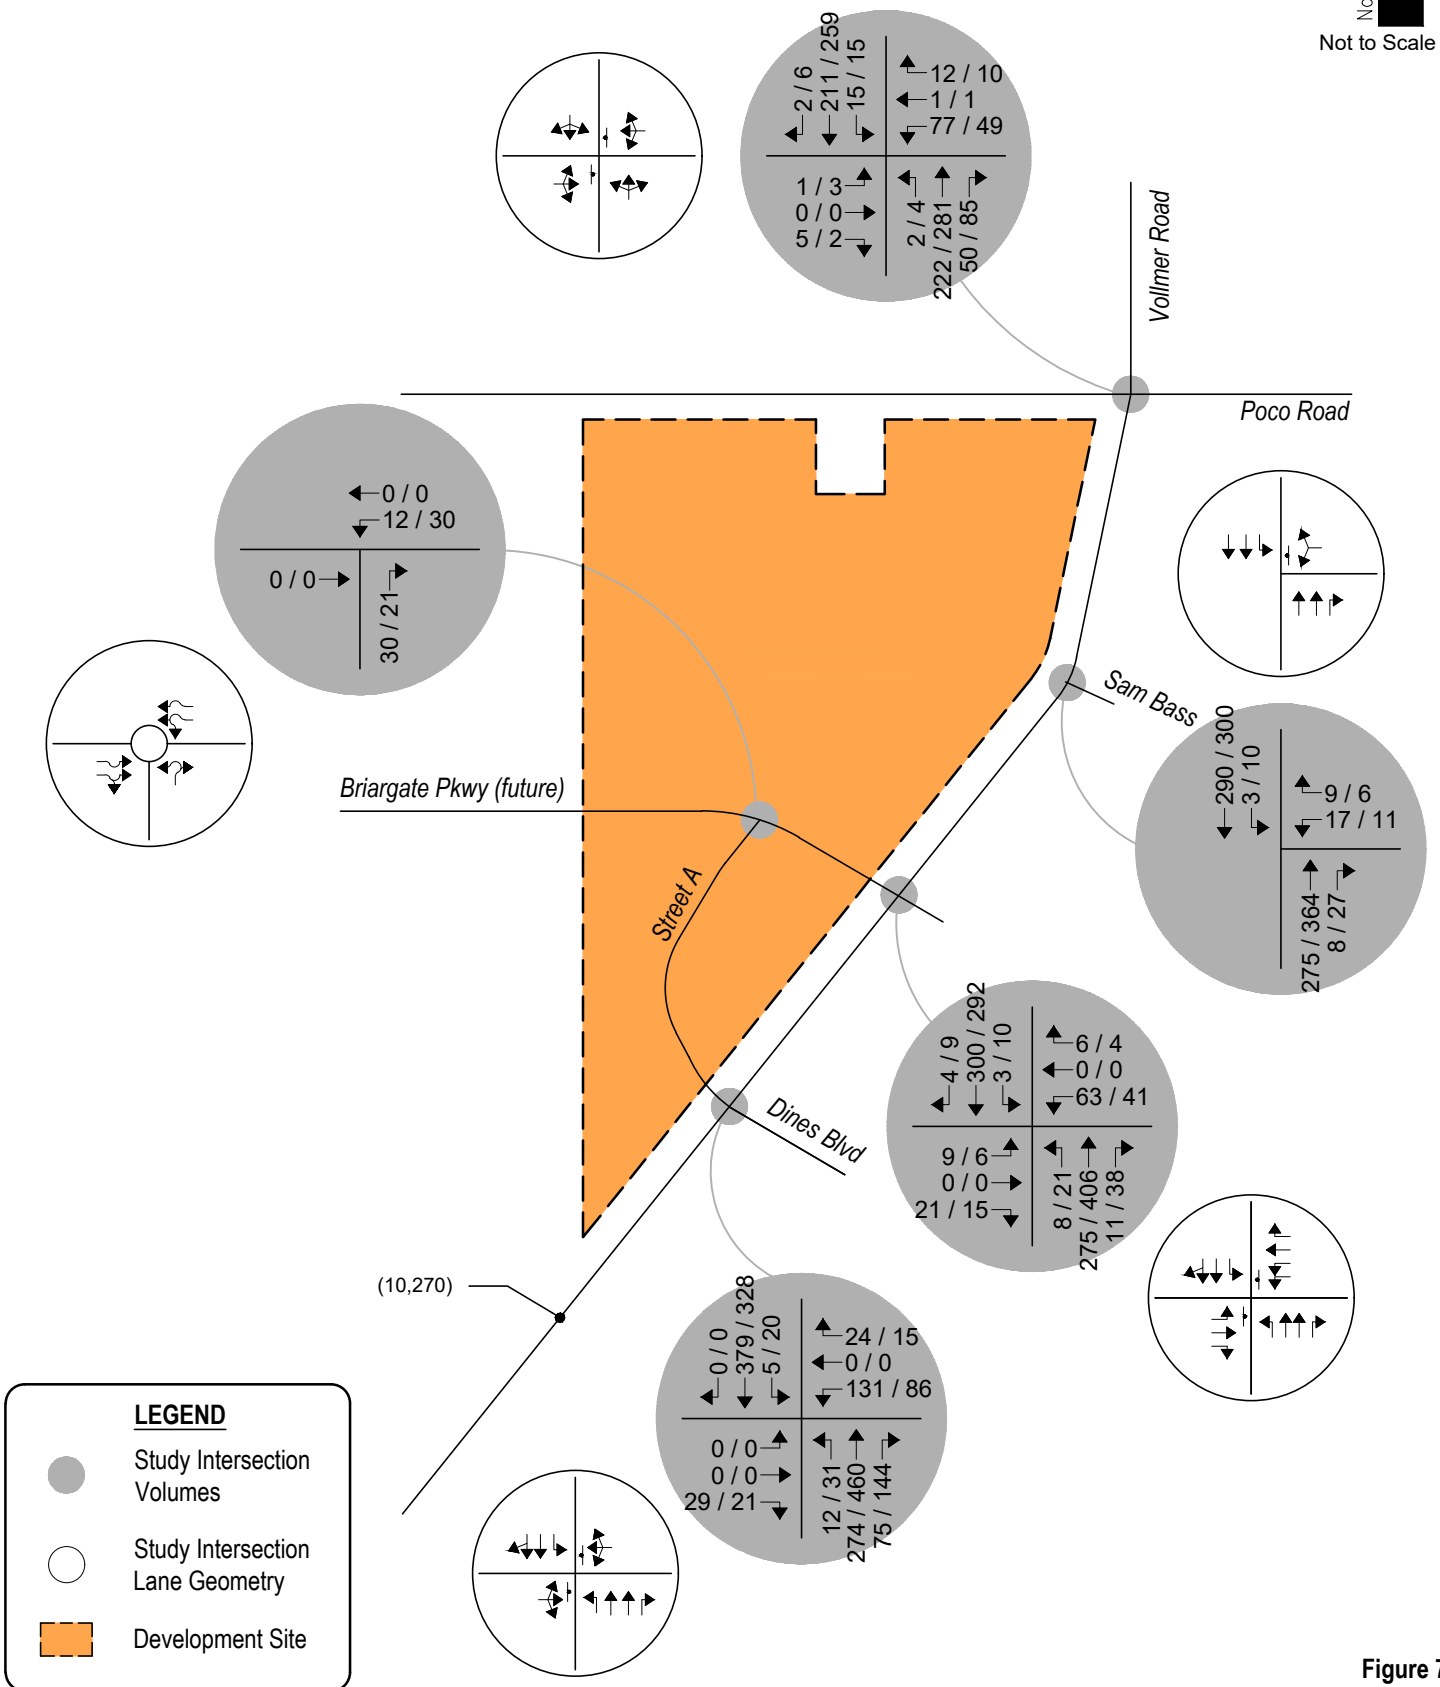 No
Not to Scale
2 / 6
211 / 259
15 / 15
12 / 10
1 / 1
77 / 49
1 / 3
0 / 0
5 / 2
2 / 4
222 / 281
50 / 85
Vollmer Road
Poco Road
0 / 0
12 / 30
0 / 0
30 / 21
Sam Bass
290 / 300
3 / 10
9 / 6
17 / 11
275 / 364
8 / 27
Briargate Pkwy (future)
Street A
4 / 9
300 / 292
3 / 10
6 / 4
0 / 0
63 / 41
9 / 6
0 / 0
21 / 15
8 / 21
275 / 406
11 / 38
Dines Blvd
(10,270)
0 / 0
379 / 328
5 / 20
24 / 15
0 / 0
131 / 86
0 / 0
0 / 0
29 / 21
12 / 31
274 / 460
75 / 144
LEGEND
Study Intersection
Volumes
Study Intersection
Lane Geometry
Development Site
Figure 7